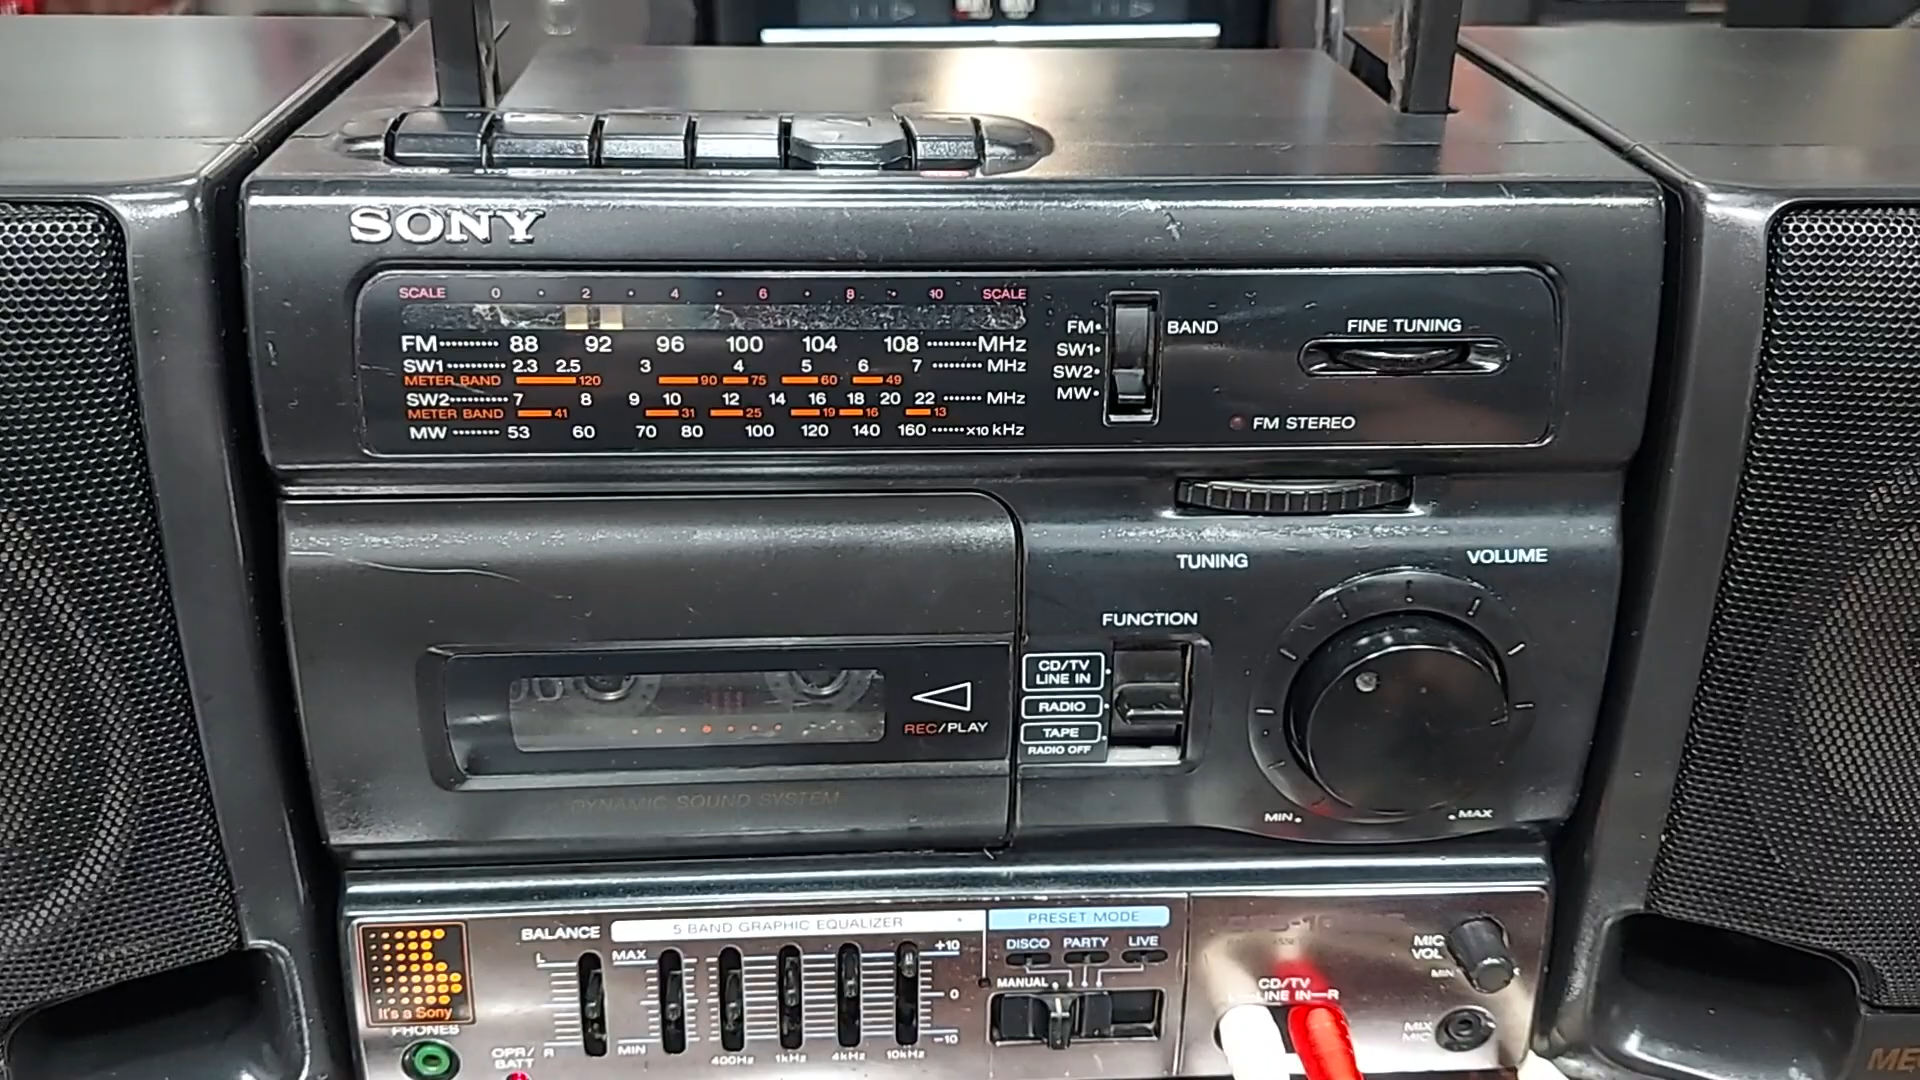 PAUSE STOP/EJECT FF REW
SONY
SCALE 0 • 2 • 4 • 6 • 8 • 10 SCALE
FM 88 92 96 100 104 108 MHz
SW1 2.3 2.5 3 4 5 6 7 MHz
METER BAND 120 90 75 60 49
SW2 7 8 9 10 12 14 16 18 20 22 MHz
METER BAND 41 31 25 19 16 13
MW 53 60 70 80 100 120 140 160 x10 kHz
FM
SW1
SW2
MW
BAND
FINE TUNING
FM STEREO
TUNING
VOLUME
FUNCTION
CD/TV
LINE IN
RADIO
TAPE
RADIO OFF
REC/PLAY
DYNAMIC SOUND SYSTEM
MIN MAX
BALANCE
L
R
5 BAND GRAPHIC EQUALIZER
MAX
MIN
+10
0
-10
400Hz 1kHz 4kHz 10kHz
PRESET MODE
DISCO PARTY LIVE
MANUAL
It's a Sony
PHONES
OPR/
BATT
CD/TV
L—LINE IN—R
MIC
VOL
MIN
MIX
MIC